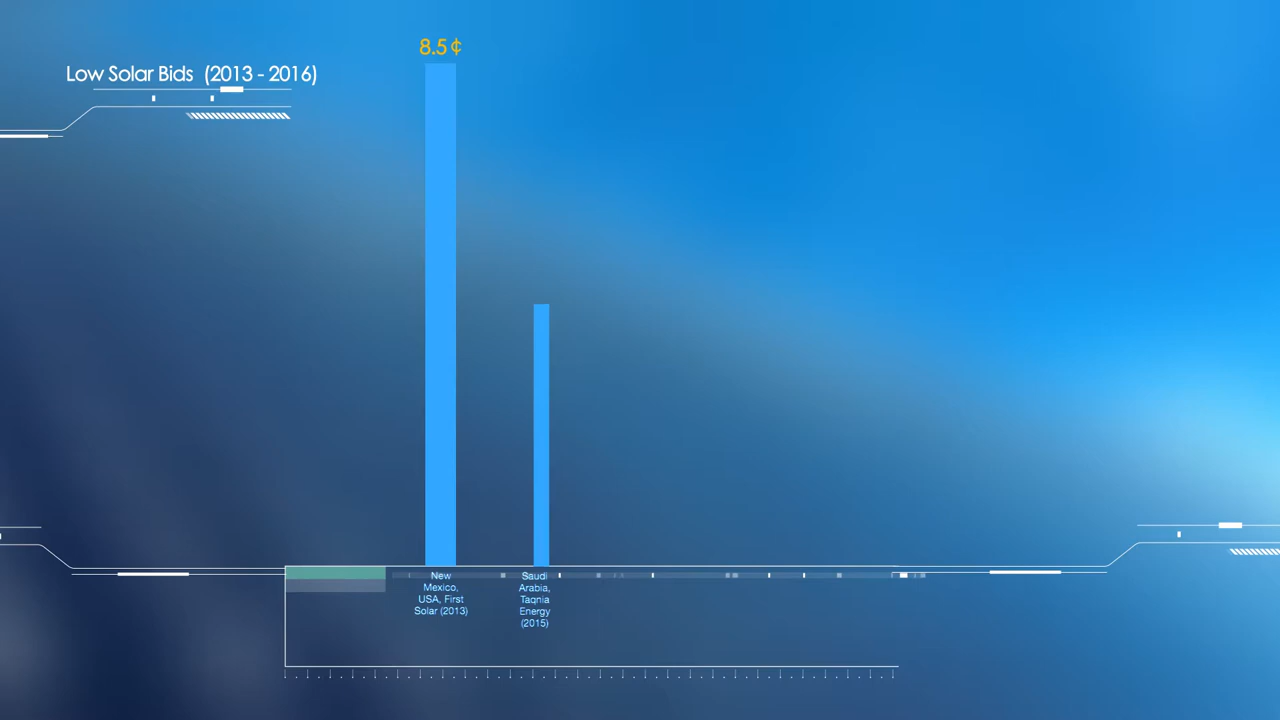 8.5 ¢
Low Solar Bids (2013 - 2016)
New
Mexico,
USA, First
Solar (2013)
Saudi
Arabia,
Taqnia
Energy
(2015)